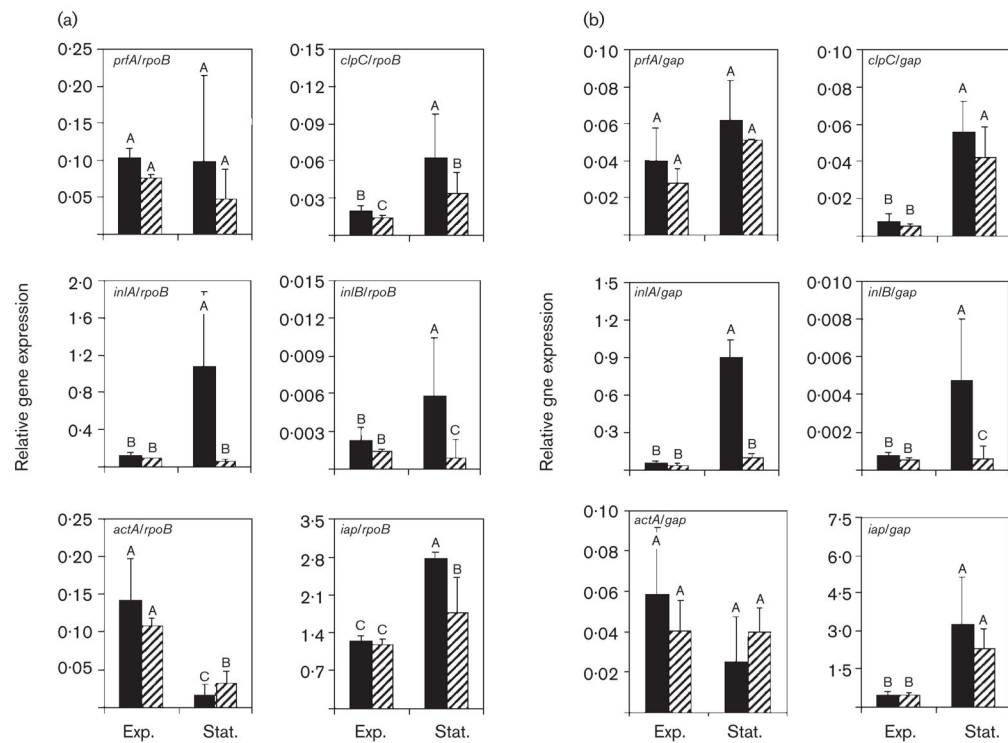 (a)
Relative gene expression
prfA/rpoB
0·25
0·20
0·15
0·10
0·05
A
A
A
A
clpC/rpoB
0·15
0·12
0·09
0·06
0·03
B
C
A
B
inlA/rpoB
2·0
1·6
1·2
0·8
0·4
B
B
A
B
inlB/rpoB
0·015
0·012
0·009
0·006
0·003
B
B
A
C
actA/rpoB
0·25
0·20
0·15
0·10
0·05
A
A
C
B
Exp.
Stat.
iap/rpoB
3·5
2·8
2·1
1·4
0·7
C
C
A
B
Exp.
Stat.
(b)
Relative gne expression
prfA/gap
0·10
0·08
0·06
0·04
0·02
A
A
A
A
clpC/gap
0·10
0·08
0·06
0·04
0·02
B
B
A
A
inlA/gap
1·5
1·2
0·9
0·6
0·3
B
B
A
B
inlB/gap
0·010
0·008
0·006
0·004
0·002
B
B
A
C
actA/gap
0·10
0·08
0·06
0·04
0·02
A
A
A
A
Exp.
Stat.
iap/gap
7·5
6·0
4·5
3·0
1·5
B
B
A
A
Exp.
Stat.